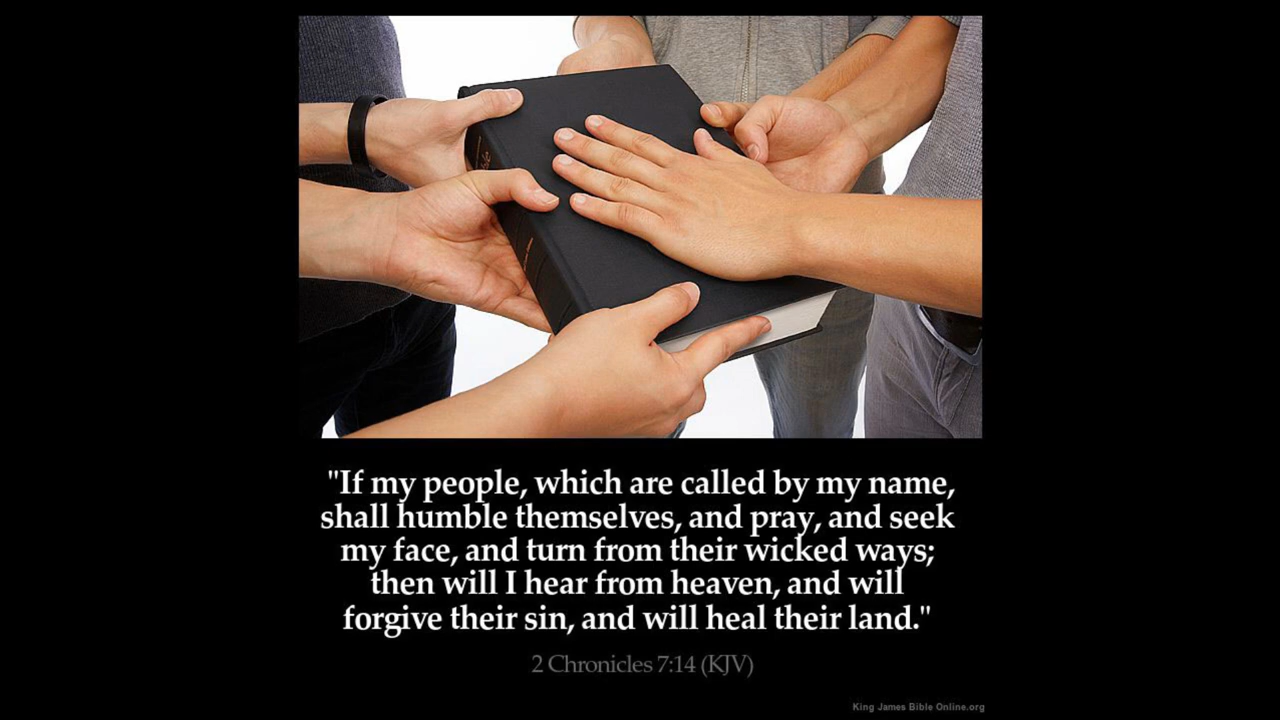 "If my people, which are called by my name,
shall humble themselves, and pray, and seek
my face, and turn from their wicked ways;
then will I hear from heaven, and will
forgive their sin, and will heal their land."
2 Chronicles 7:14 (KJV)
King James Bible Online.org